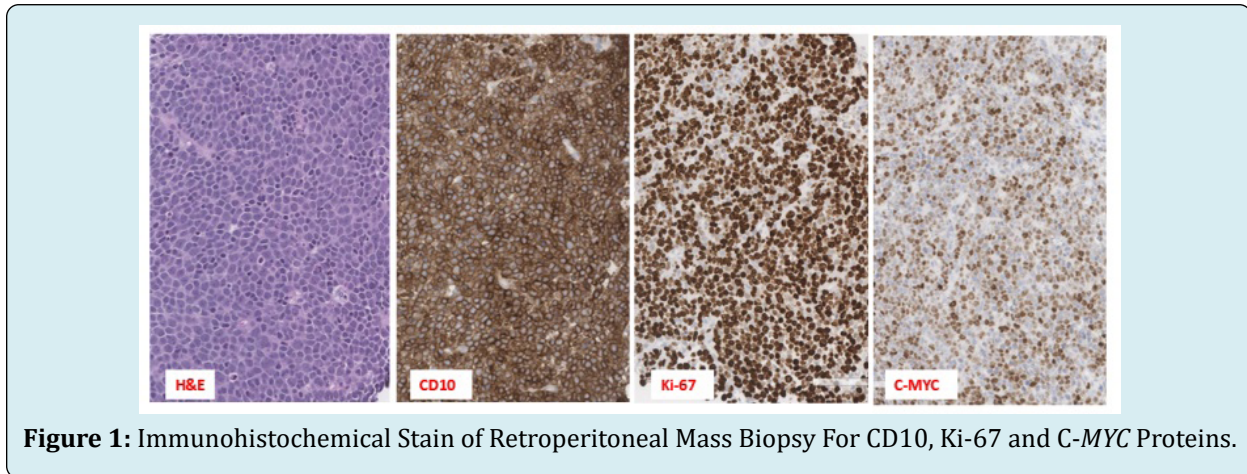 H&E
CD10
Ki-67
C-MYC
Figure 1: Immunohistochemical Stain of Retroperitoneal Mass Biopsy For CD10, Ki-67 and C-MYC Proteins.